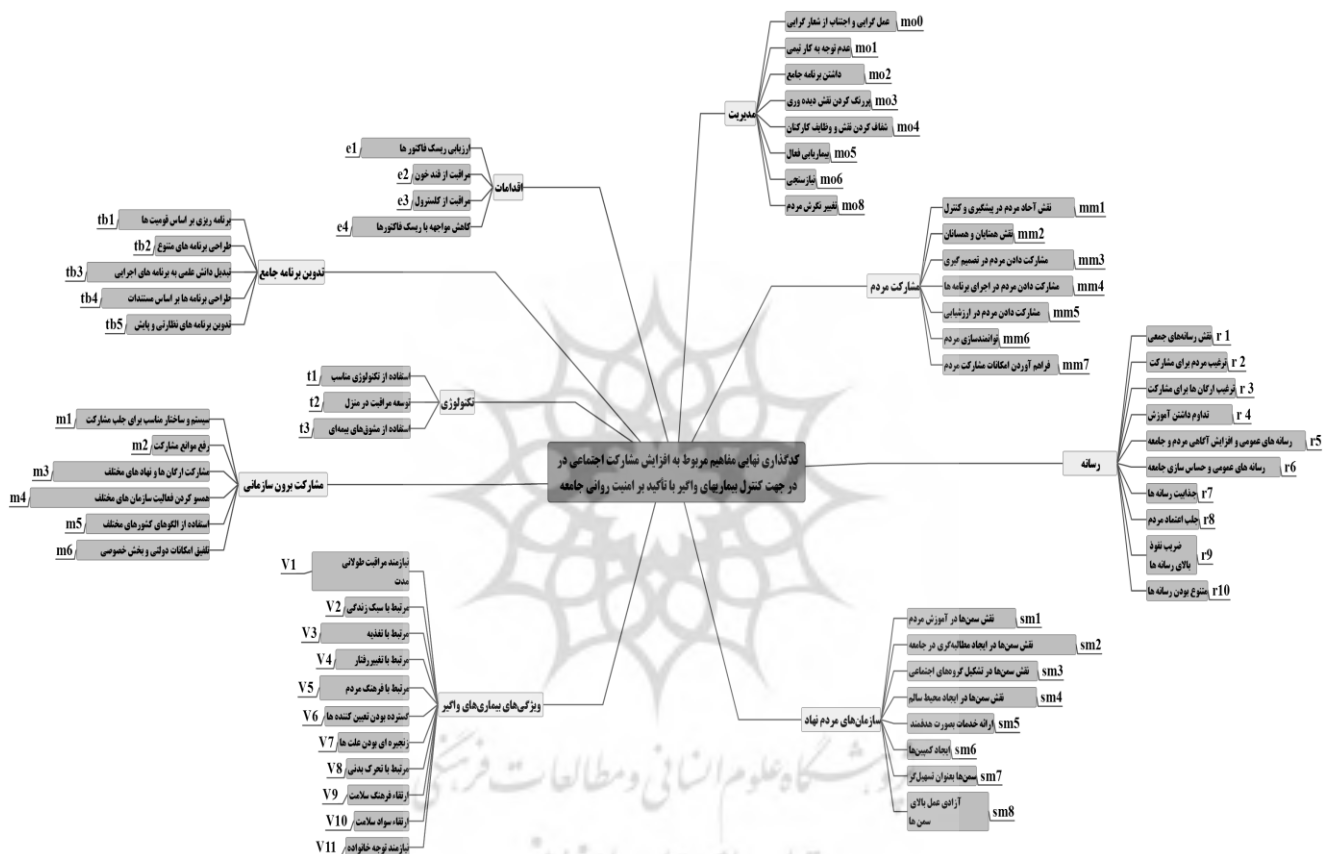 کدگذاری نهایی مفاهیم مربوط به افزایش مشارکت اجتماعی در
در جهت کنترل بیماریهای واگیر با تأکید بر امنیت روانی جامعه
مدیریت
عمل گرایی و اجتناب از شعار گرایی mo0
عدم توجه به کار تیمی mo1
داشتن برنامه جامع mo2
پررنگ کردن نقش دیده وری mo3
شفاف کردن نقش و وظایف کارکنان mo4
بیماریابی فعال mo5
نیازسنجی mo6
تغییر نگرش مردم mo8
مشارکت مردم
نقش آحاد مردم در پیشگیری و کنترل mm1
نقش همتایان و همسانان mm2
مشارکت دادن مردم در تصمیم گیری mm3
مشارکت دادن مردم در اجرای برنامه ها mm4
مشارکت دادن مردم در ارزشیابی mm5
توانمندسازی مردم mm6
فراهم آوردن امکانات مشارکت مردم mm7
رسانه
نقش رسانه‌های جمعی r 1
ترغیب مردم برای مشارکت r 2
ترغیب ارکان ها برای مشارکت r 3
تداوم داشتن آموزش r 4
رسانه های عمومی و افزایش آگاهی مردم و جامعه r5
رسانه های عمومی و حساس سازی جامعه r6
جذابیت رسانه ها r7
جلب اعتماد مردم r8
ضریب نفوذ
بالای رسانه ها r9
متنوع بودن رسانه ها r10
سازمان‌های مردم نهاد
نقش سمن‌ها در آموزش مردم sm1
نقش سمن‌ها در ایجاد مطالبه‌گری در جامعه sm2
نقش سمن‌ها در تشکیل گروه‌های اجتماعی sm3
نقش سمن‌ها در ایجاد محیط سالم sm4
ارائه خدمات بصورت هدفمند sm5
ایجاد کمپین‌ها sm6
سمن‌ها بعنوان تسهیل‌گر sm7
آزادی عمل بالای
سمن ها sm8
اقدامات
ارزیابی ریسک فاکتور ها e1
مراقبت از قند خون e2
مراقبت از کلسترول e3
کاهش مواجهه با ریسک فاکتورها e4
تدوین برنامه جامع
برنامه ریزی بر اساس قومیت ها tb1
طراحی برنامه های متنوع tb2
تبدیل دانش علمی به برنامه های اجرایی tb3
طراحی برنامه ها بر اساس مستندات tb4
تدوین برنامه های نظارتی و پایش tb5
تکنولوژی
استفاده از تکنولوژی مناسب t1
توسعه مراقبت در منزل t2
استفاده از مشوق‌های بیمه‌ای t3
مشارکت برون سازمانی
سیستم و ساختار مناسب برای جلب مشارکت m1
رفع موانع مشارکت m2
مشارکت ارکان ها و نهاد های مختلف m3
همسو کردن فعالیت سازمان های مختلف m4
استفاده از الگوهای کشورهای مختلف m5
تلفیق امکانات دولتی و بخش خصوصی m6
ویژگی‌های بیماری‌های واگیر
نیازمند مراقبت طولانی
مدت V1
مرتبط با سبک زندگی V2
مرتبط با تغذیه V3
مرتبط با تغییر رفتار V4
مرتبط با فرهنگ مردم V5
گسترده بودن تعیین کننده ها V6
زنجیره ای بودن علت ها V7
مرتبط با تحرک بدنی V8
ارتقاء فرهنگ سلامت V9
ارتقاء سواد سلامت V10
نیازمند توجه خانواده V11
پژوهشگاه علوم انسانی و مطالعات فرهنگی